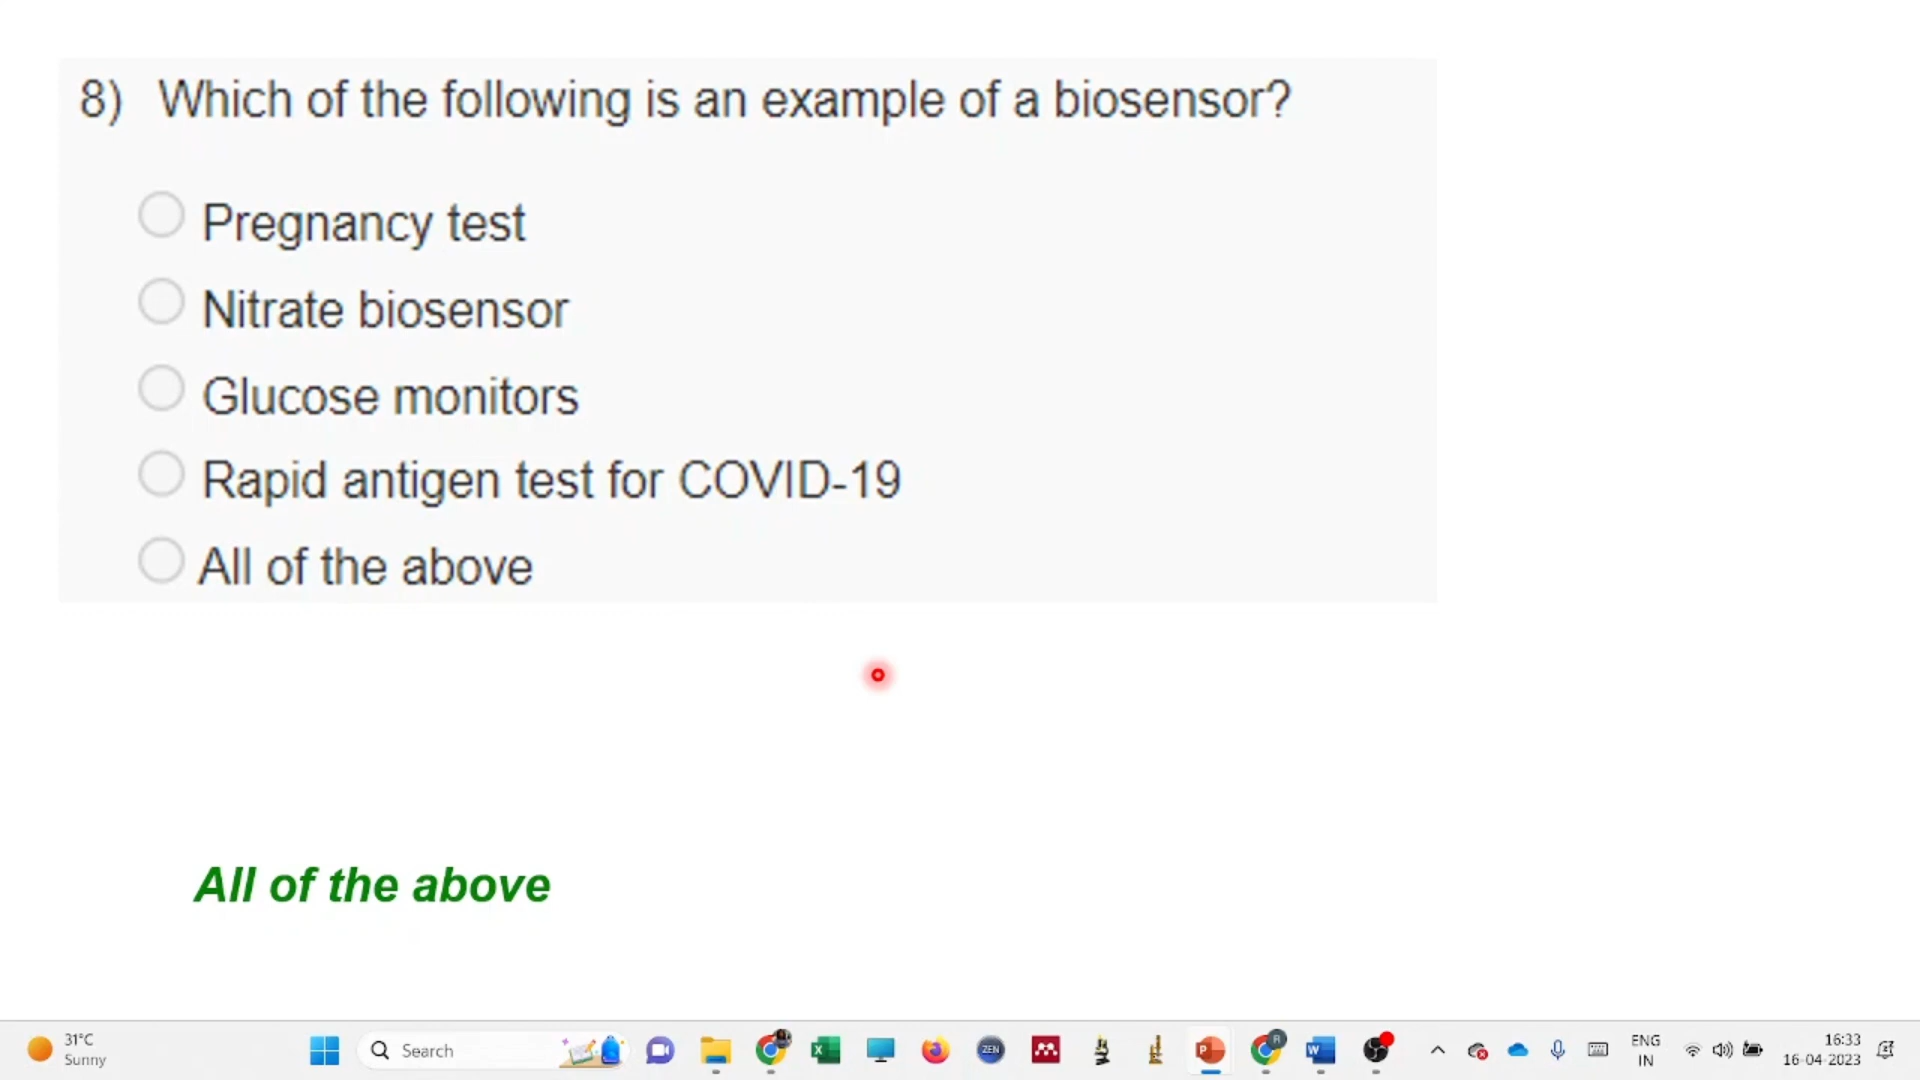 8) Which of the following is an example of a biosensor?
Pregnancy test
Nitrate biosensor
Glucose monitors
Rapid antigen test for COVID-19
All of the above
All of the above
31°C
Sunny
Search
ZEN
ENG
IN
16:33
16-04-2023